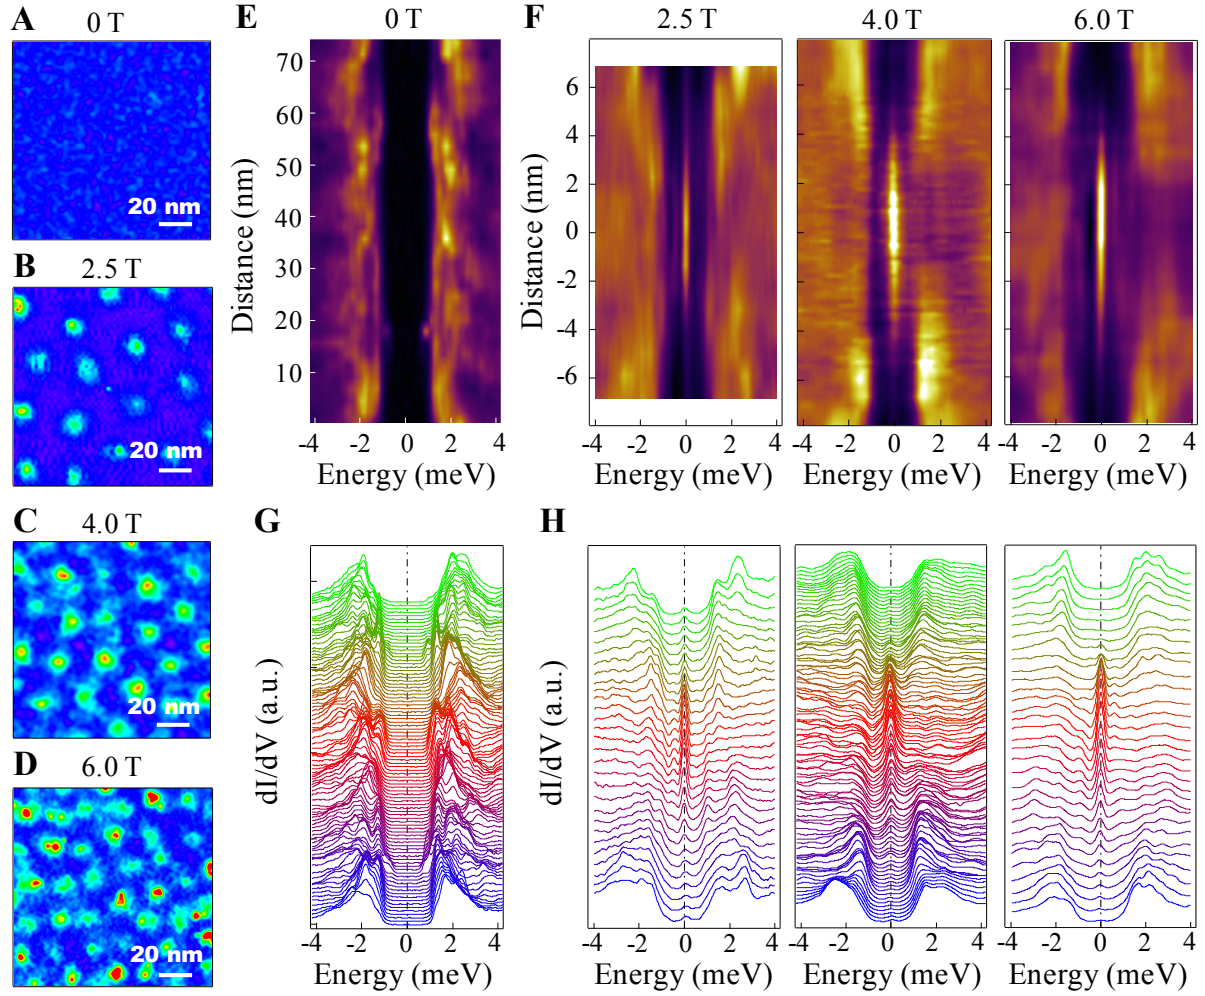 A
0 T
20 nm
B
2.5 T
20 nm
C
4.0 T
20 nm
D
6.0 T
20 nm
E
0 T
Distance (nm)
70
60
50
40
30
20
10
-4 -2 0 2 4
Energy (meV)
F
2.5 T 4.0 T 6.0 T
Distance (nm)
6
4
2
0
-2
-4
-6
-4 -2 0 2 4
Energy (meV)
-4 -2 0 2 4
Energy (meV)
-4 -2 0 2 4
Energy (meV)
G
dI/dV (a.u.)
-4 -2 0 2 4
Energy (meV)
H
dI/dV (a.u.)
-4 -2 0 2 4
Energy (meV)
-4 -2 0 2 4
Energy (meV)
-4 -2 0 2 4
Energy (meV)